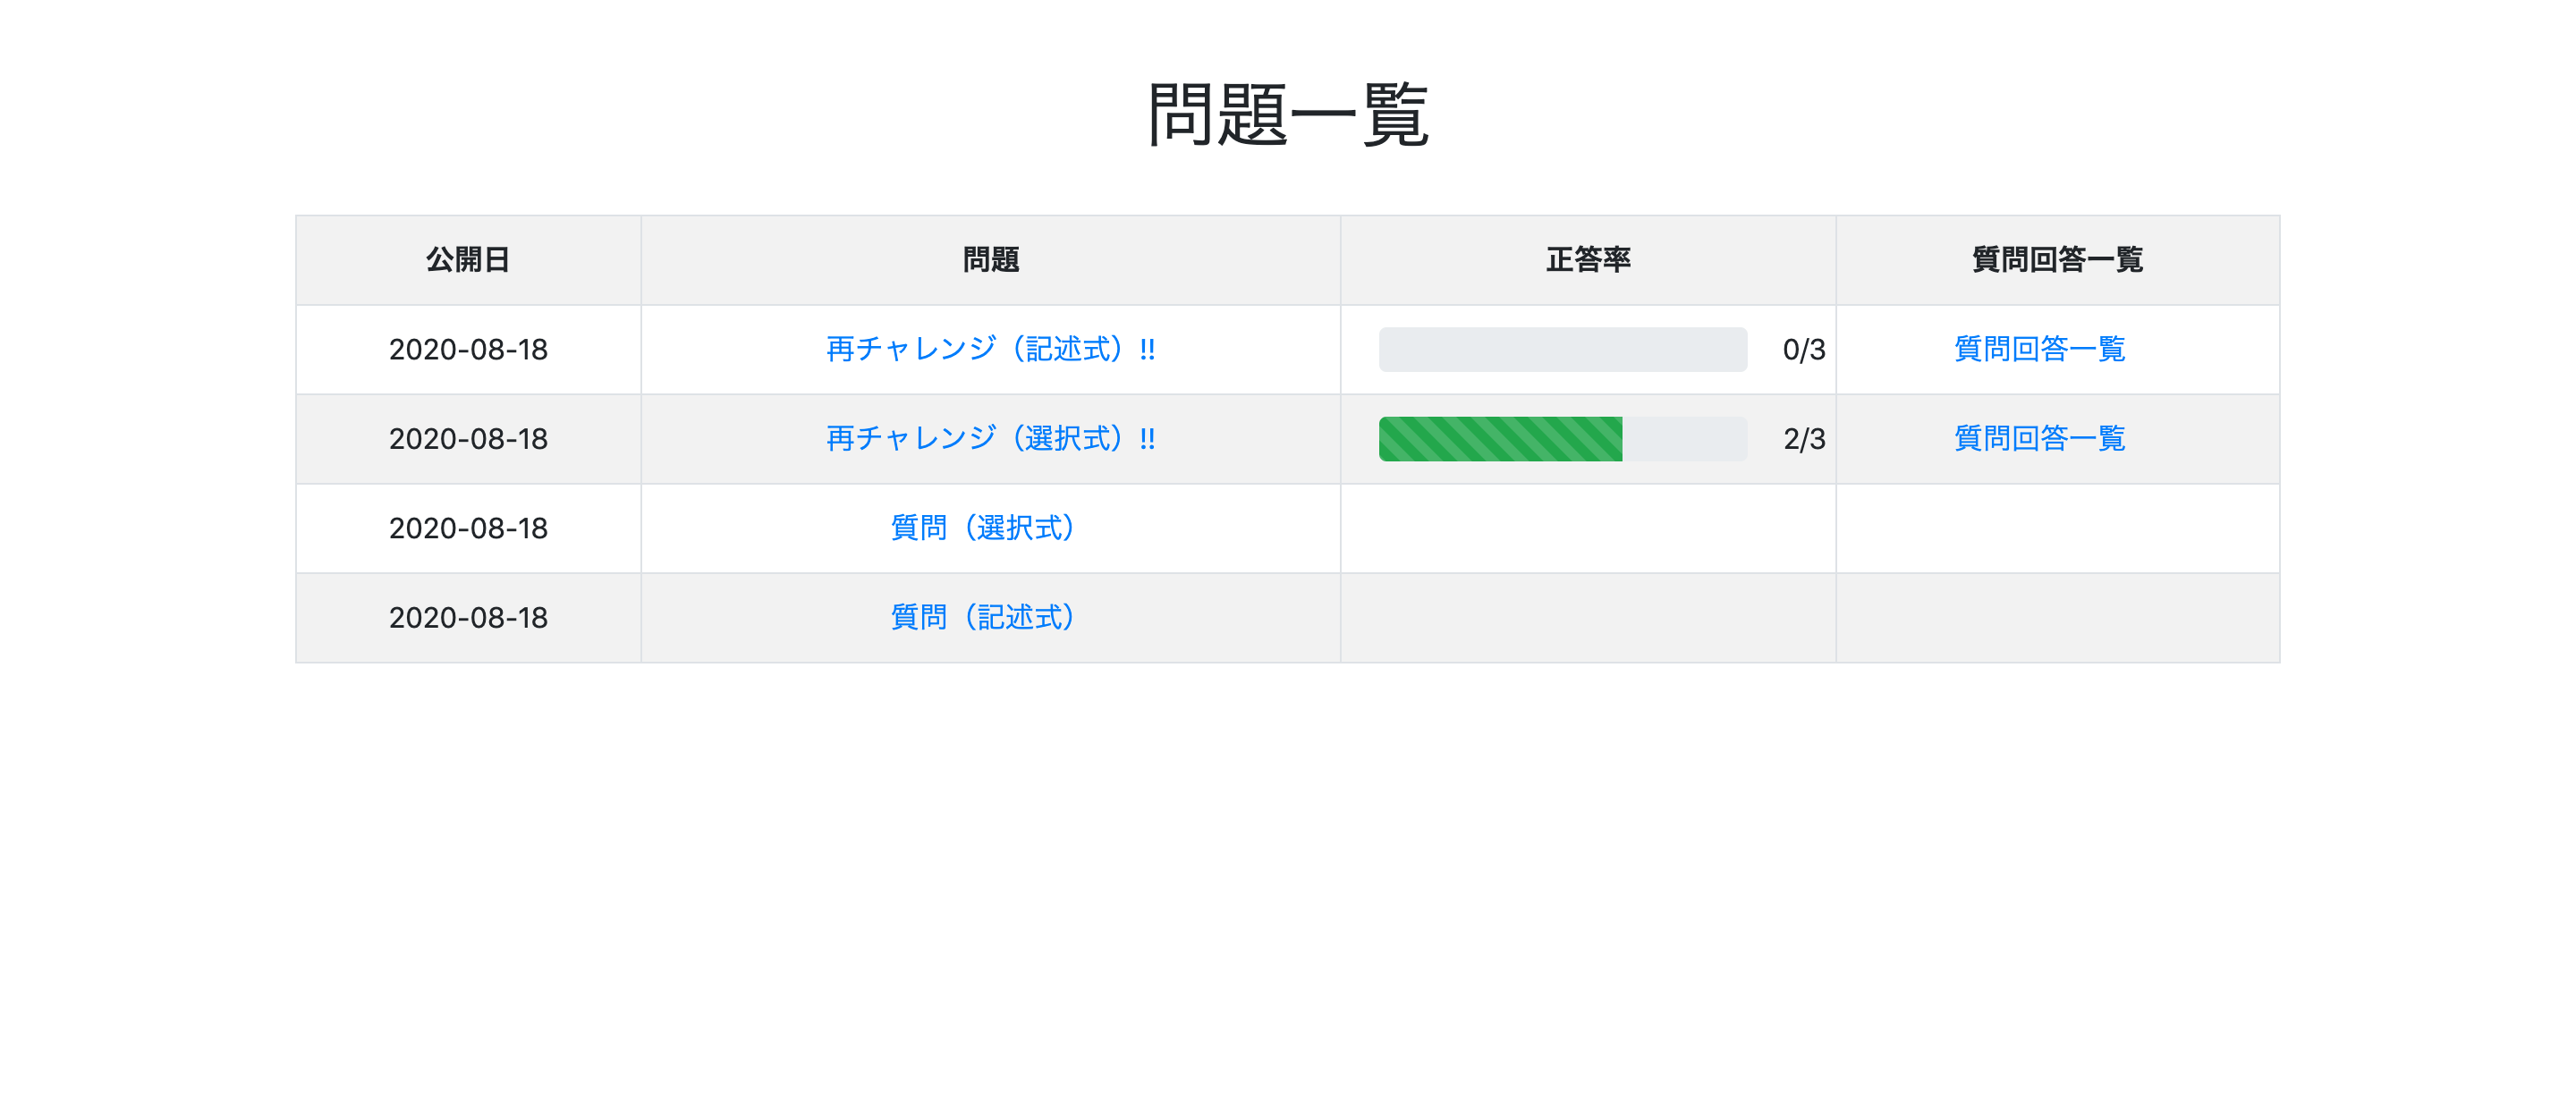 問題一覧
公開日 問題 正答率 質問回答一覧
2020-08-18 再チャレンジ（記述式）!! 0/3 質問回答一覧
2020-08-18 再チャレンジ（選択式）!! 2/3 質問回答一覧
2020-08-18 質問（選択式）
2020-08-18 質問（記述式）